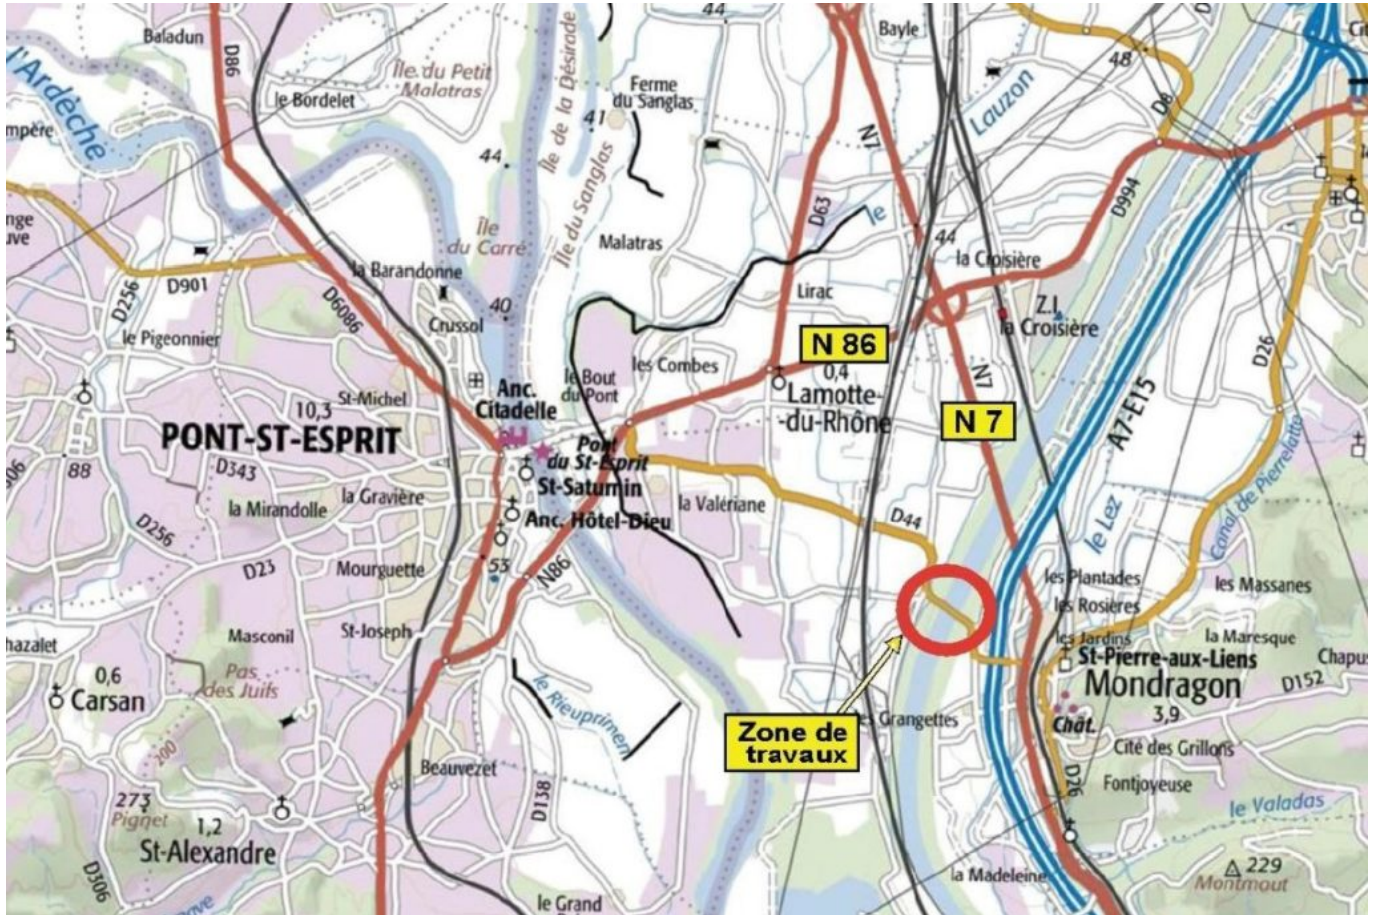 44
Bayle
Baladun
D86
l'Ardèche
Île du Petit
Malatras
le Bordelet
Île de la Désirade
Ferme
du Sanglas
41
Île du Sanglas
48
D8
Lauzon
N7
D63
le
D994
44
44
la Croisière
Île
du Carré
Malatras
D901
D256
la Barandonne
D6086
40
Crussol
le Pigeonnier
Lirac
Z.I.
la Croisière
N 86
0,4
Lamotte-
-du-Rhône
les Combes
le Bout
du Pont
N7
N 7
A7-E15
D26
Canal de Pierrelatte
St-Michel
10,3
PONT-ST-ESPRIT
Anc.
Citadelle
Pont
du St-Esprit
St-Saturnin
Anc. Hôtel-Dieu
88
D343
la Gravière
la Mirandolle
la Valériane
D44
le Lez
D256
D23
Mourguette
53
N86
les Plantades
les Massanes
les Rosières
Masconil
St-Joseph
les Jardins
la Maresque
St-Pierre-aux-Liens
Chapus
Mondragon
D152
3,9
0,6
Carsan
Pas
des Juifs
le Rieuprimen
Zone de
travaux
es Grangettes
Chât.
Cité des Grillons
200
Beauvezet
D138
D26
Fontjoyeuse
le Valadas
273
Pignet
1,2
St-Alexandre
D306
229
Montmout
la Madeleine
le Grand